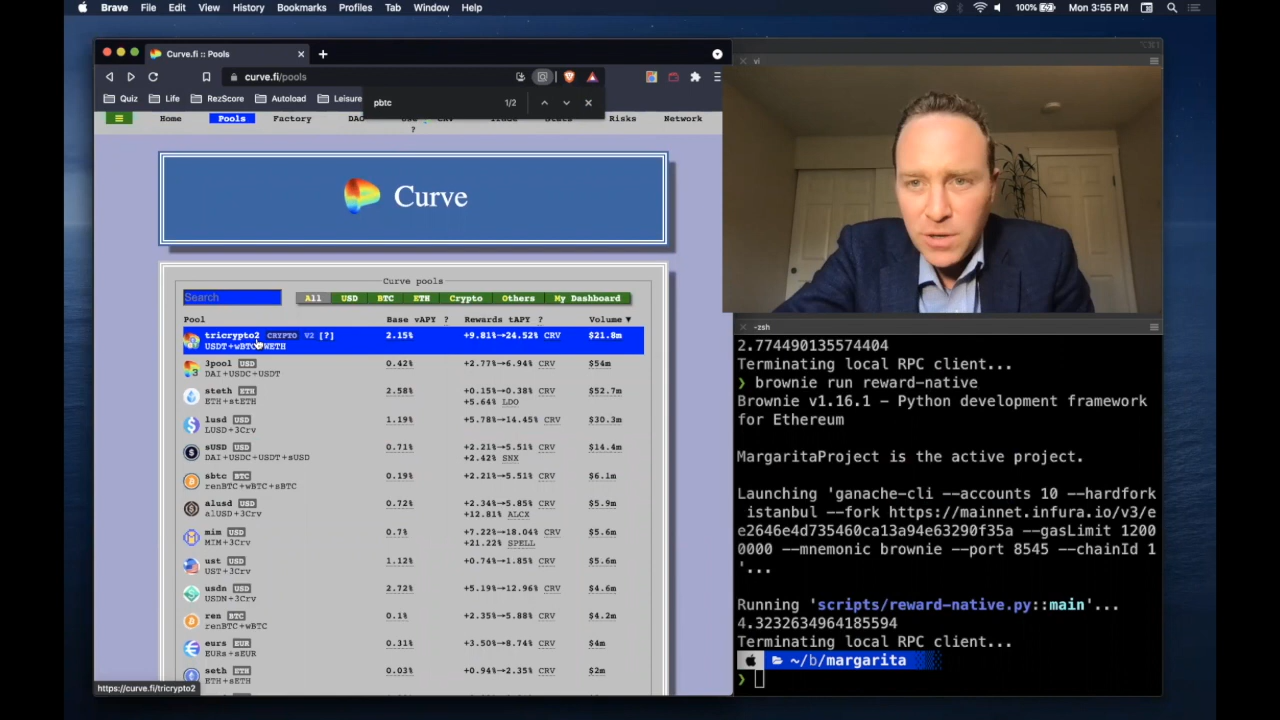 Brave File Edit View History Bookmarks Profiles Tab Window Help
100% Mon 3:55 PM
Curve.fi :: Pools
curve.fi/pools
Quiz Life RezScore Autoload Leisure
pbtc 1/2
Home Pools Factory DAO CRV Risks Network
?
Curve
Curve pools
Search All USD BTC ETH Crypto Others My Dashboard
Pool Base vAPY ? Rewards tAPY ? Volume ▼
tricrypto2 CRYPTO V2 [?] 2.15% +9.81%→24.52% CRV $21.8m
USDT+wBTC+WETH
3pool USD 0.42% +2.77%→6.94% CRV $54m
DAI+USDC+USDT
steth ETH 2.58% +0.15%→0.38% CRV $52.7m
ETH+stETH +5.64% LDO
lusd USD 1.19% +5.78%→14.45% CRV $30.3m
LUSD+3Crv
sUSD USD 0.71% +2.21%→5.51% CRV $14.4m
DAI+USDC+USDT+sUSD +2.42% SNX
sbtc BTC 0.19% +2.21%→5.51% CRV $6.1m
renBTC+wBTC+sBTC
alusd USD 0.72% +2.34%→5.85% CRV $5.9m
alUSD+3Crv +12.81% ALCX
mim USD 0.7% +7.22%→18.04% CRV $5.6m
MIM+3Crv +21.22% SPELL
ust USD 1.12% +0.74%→1.85% CRV $5.6m
UST+3Crv
usdn USD 2.72% +5.19%→12.96% CRV $4.6m
USDN+3Crv
ren BTC 0.1% +2.35%→5.88% CRV $4.2m
renBTC+wBTC
eurs EUR 0.31% +3.50%→8.74% CRV $4m
EURs+sEUR
seth ETH 0.03% +0.94%→2.35% CRV $2m
https://curve.fi/tricrypto2
vi
-zsh
2.774490135574404
Terminating local RPC client...
❯ brownie run reward-native
Brownie v1.16.1 - Python development framework
for Ethereum
MargaritaProject is the active project.
Launching 'ganache-cli --accounts 10 --hardfork
istanbul --fork https://mainnet.infura.io/v3/e
e2646e4d735460ca13a94e63290f35a --gasLimit 1200
0000 --mnemonic brownie --port 8545 --chainId 1
'...
Running 'scripts/reward-native.py::main'...
4.3232634964185594
Terminating local RPC client...
~/b/margarita
❯